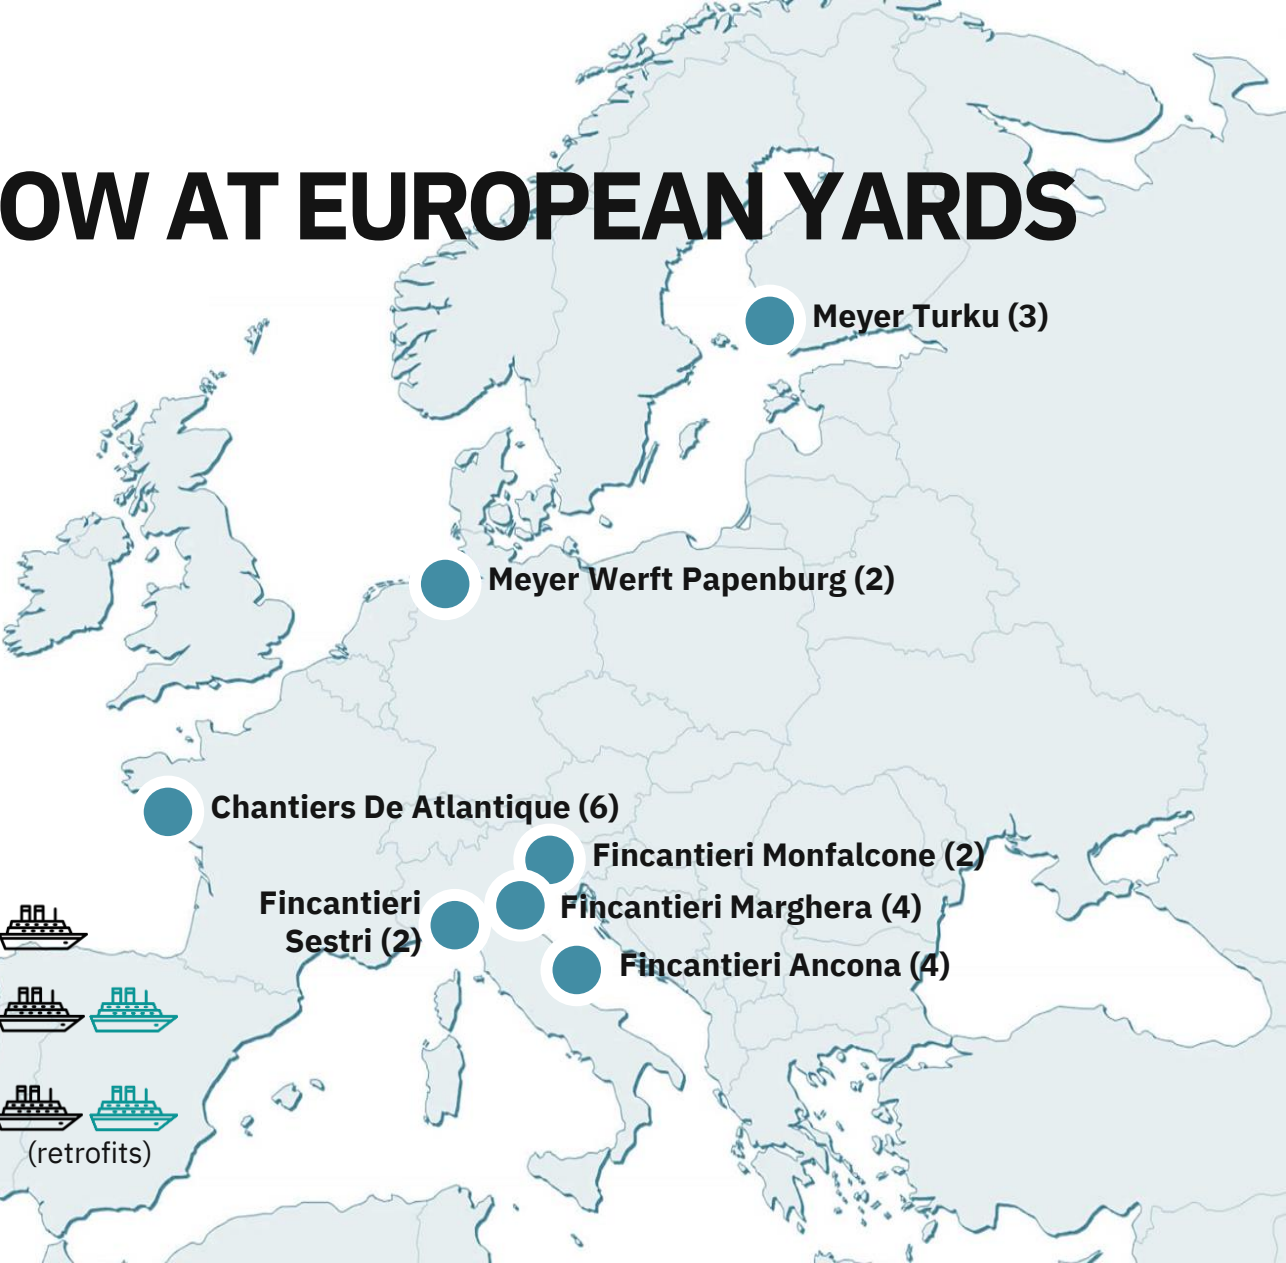 OW AT EUROPEAN YARDS
Meyer Turku (3)
Meyer Werft Papenburg (2)
Chantiers De Atlantique (6)
Fincantieri Monfalcone (2)
Fincantieri
Sestri (2)
Fincantieri Marghera (4)
Fincantieri Ancona (4)
(retrofits)